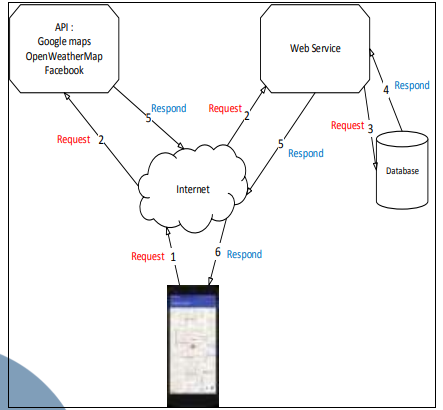 API :
Google maps
OpenWeatherMap
Facebook
Web Service
5 Respond
Request 2
Request 2
4 Respond
Request 3
5 Respond
Database
Internet
Request 1
6 Respond